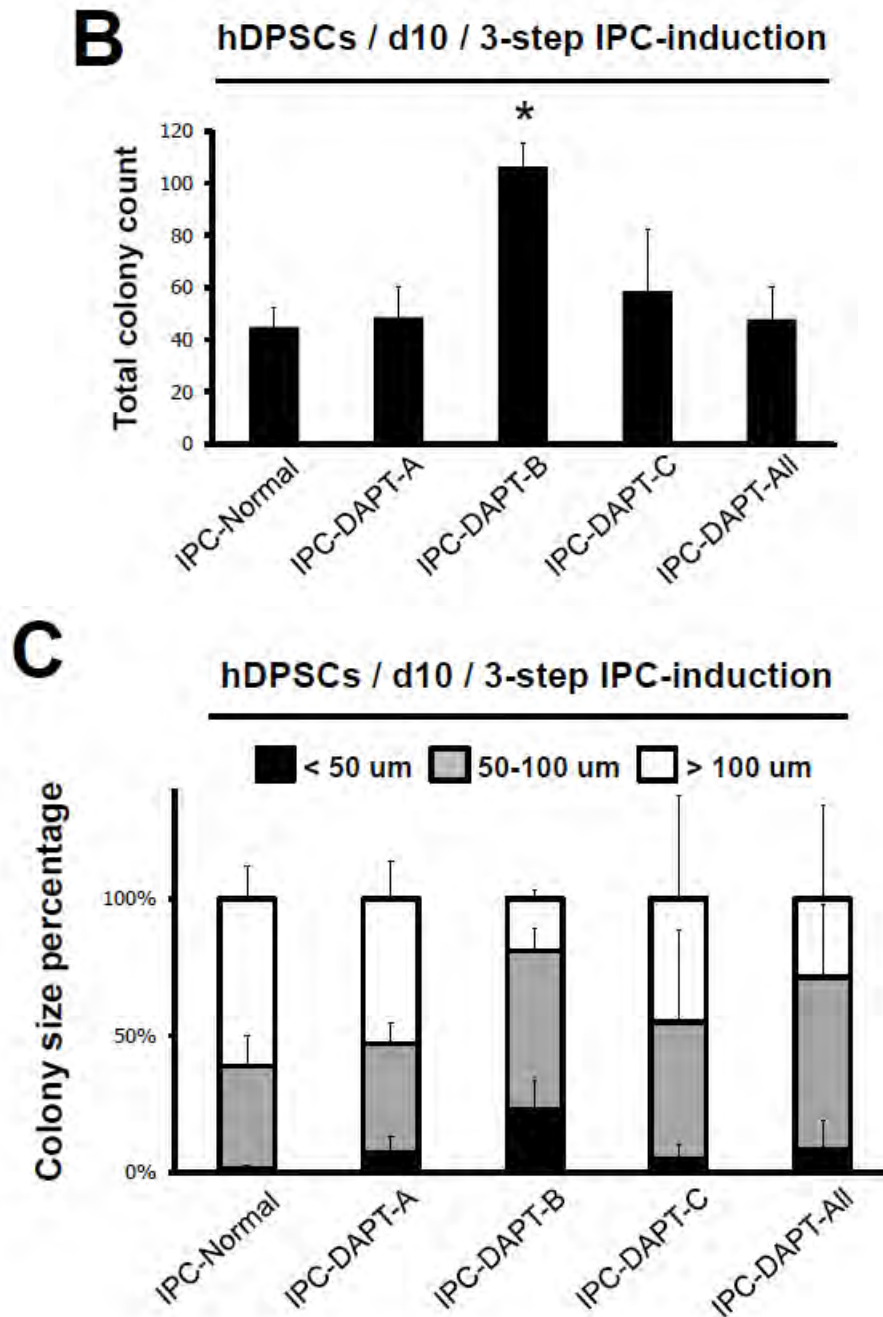 B
hDPSCs / d10 / 3-step IPC-induction
*
Total colony count
120
100
80
60
40
20
0
IPC-Normal
IPC-DAPT-A
IPC-DAPT-B
IPC-DAPT-C
IPC-DAPT-All
C
hDPSCs / d10 / 3-step IPC-induction
< 50 um 50-100 um > 100 um
Colony size percentage
100%
50%
0%
IPC-Normal
IPC-DAPT-A
IPC-DAPT-B
IPC-DAPT-C
IPC-DAPT-All